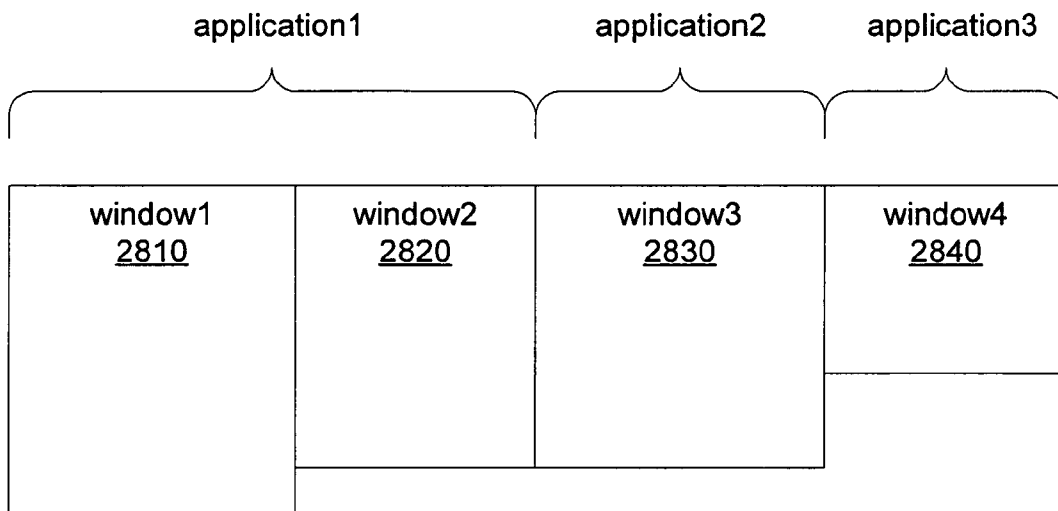 application1 application2 application3
window1 window2 window3 window4
2810 2820 2830 2840